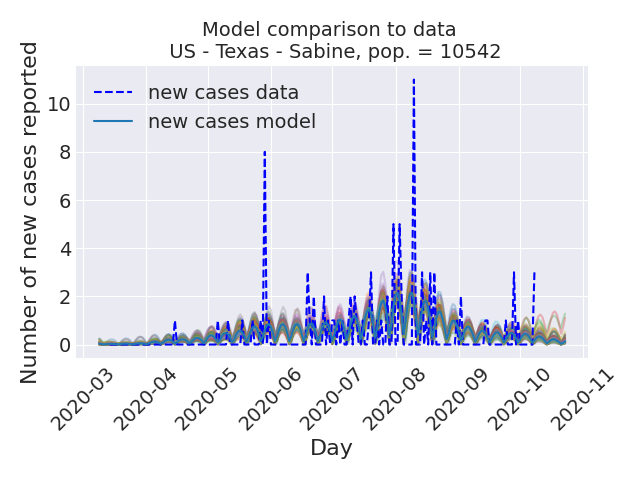 Model comparison to data
US - Texas - Sabine, pop. = 10542
Number of new cases reported
10
8
6
4
2
0
new cases data
new cases model
2020-03
2020-04
2020-05
2020-06
2020-07
2020-08
2020-09
2020-10
2020-11
Day